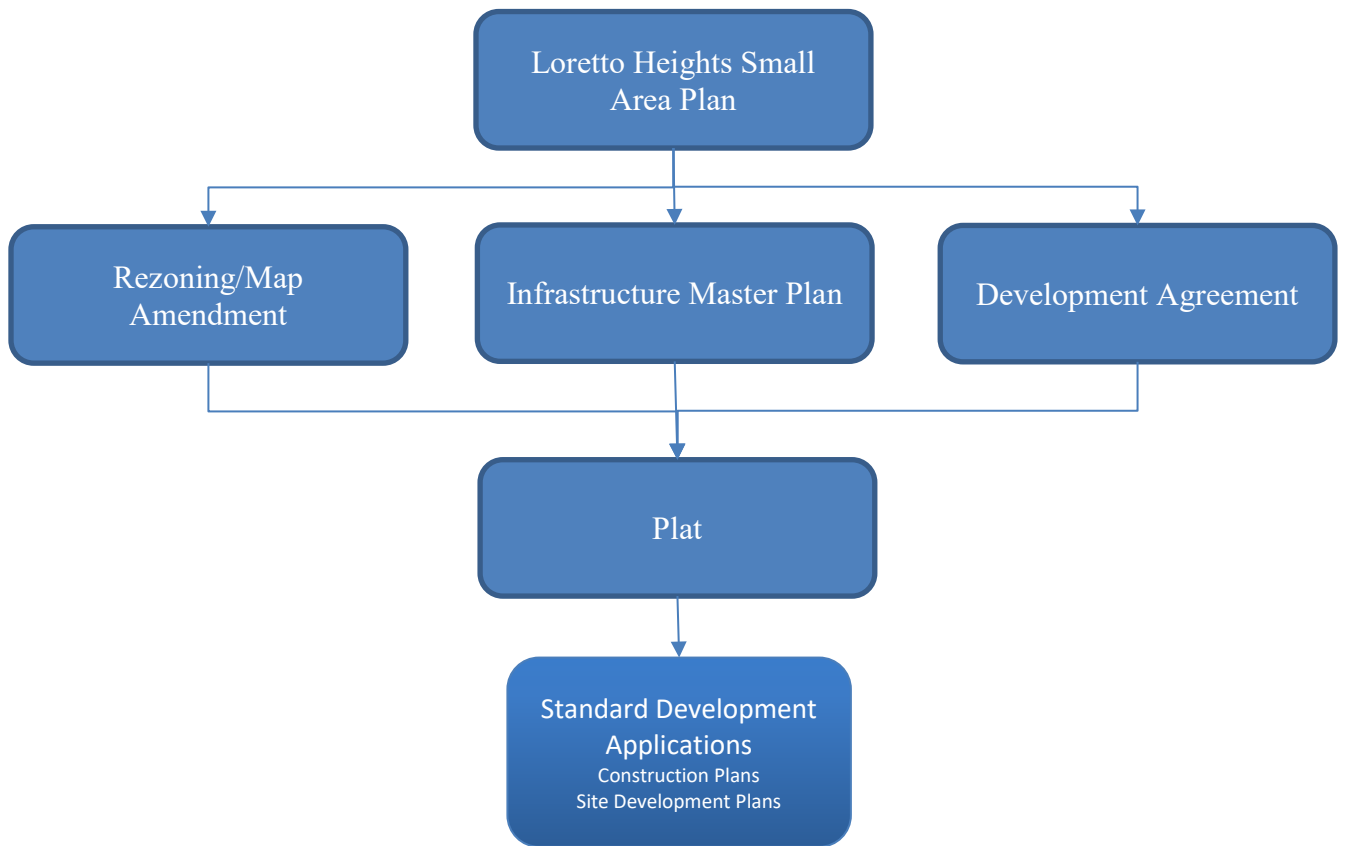 Loretto Heights Small
Area Plan
Rezoning/Map
Amendment
Infrastructure Master Plan
Development Agreement
Plat
Standard Development
Applications
Construction Plans
Site Development Plans